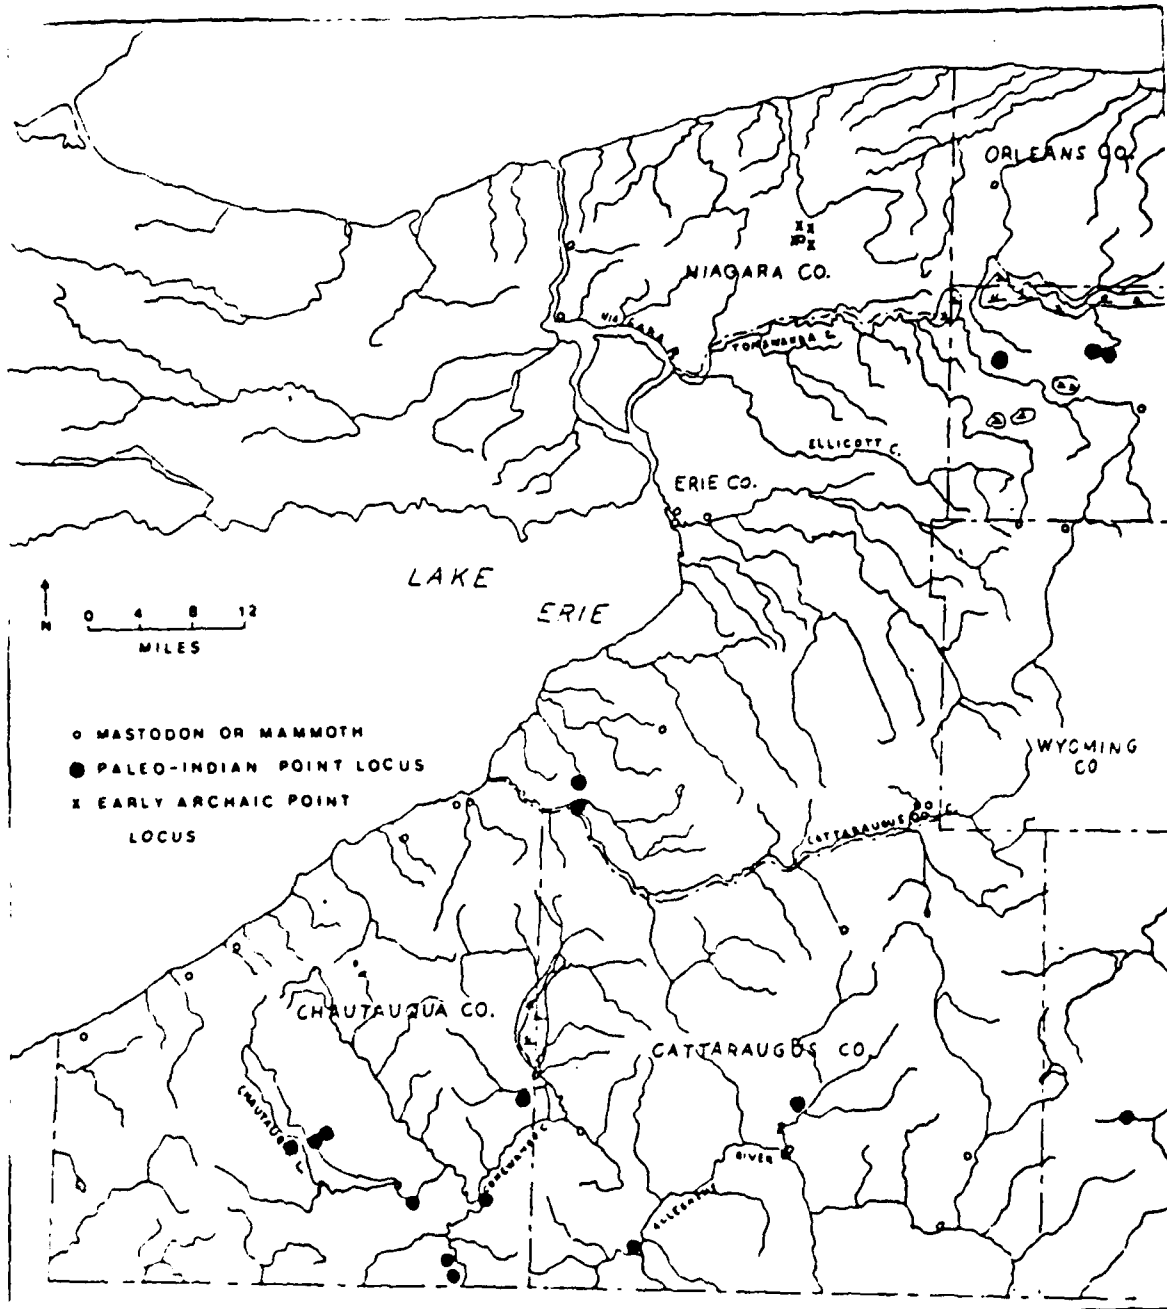 ORLEANS CO.
NIAGARA CO.
NIAGARA R
TONAWANDA C.
ELLICOTT C.
ERIE CO.
LAKE
ERIE
N
0 4 8 12
MILES
MASTODON OR MAMMOTH
PALEO-INDIAN POINT LOCUS
x EARLY ARCHAIC POINT
LOCUS
WYOMING
CO
CATTARAUGUS C.
CHAUTAUQUA CO.
CATTARAUGUS CO.
CHAUTAUQUA L
CONEWANGO C
ALLEGHENY
RIVER